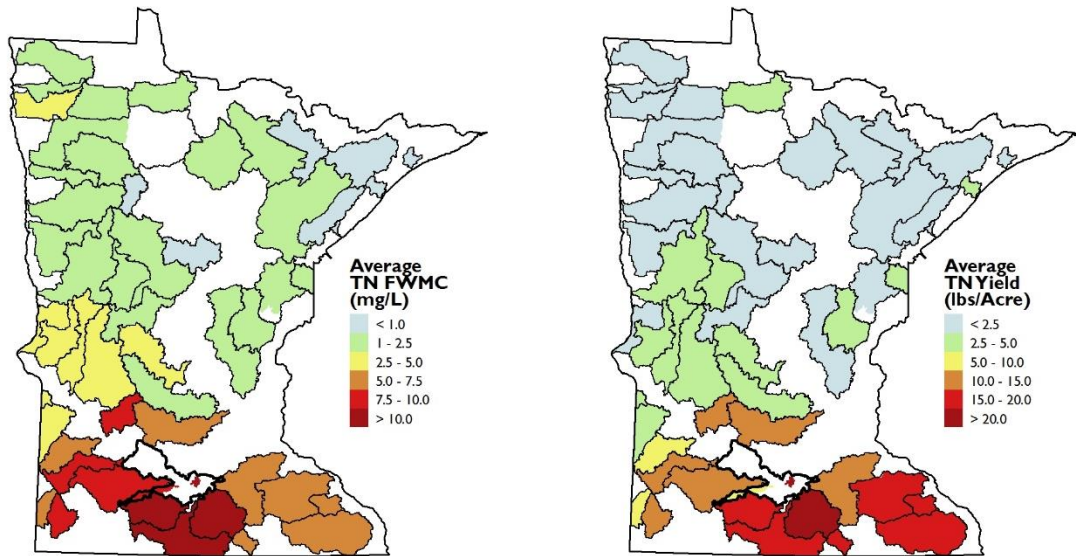 Average
TN FWMC
(mg/L)
< 1.0
1 - 2.5
2.5 - 5.0
5.0 - 7.5
7.5 - 10.0
> 10.0
Average
TN Yield
(lbs/Acre)
< 2.5
2.5 - 5.0
5.0 - 10.0
10.0 - 15.0
15.0 - 20.0
> 20.0